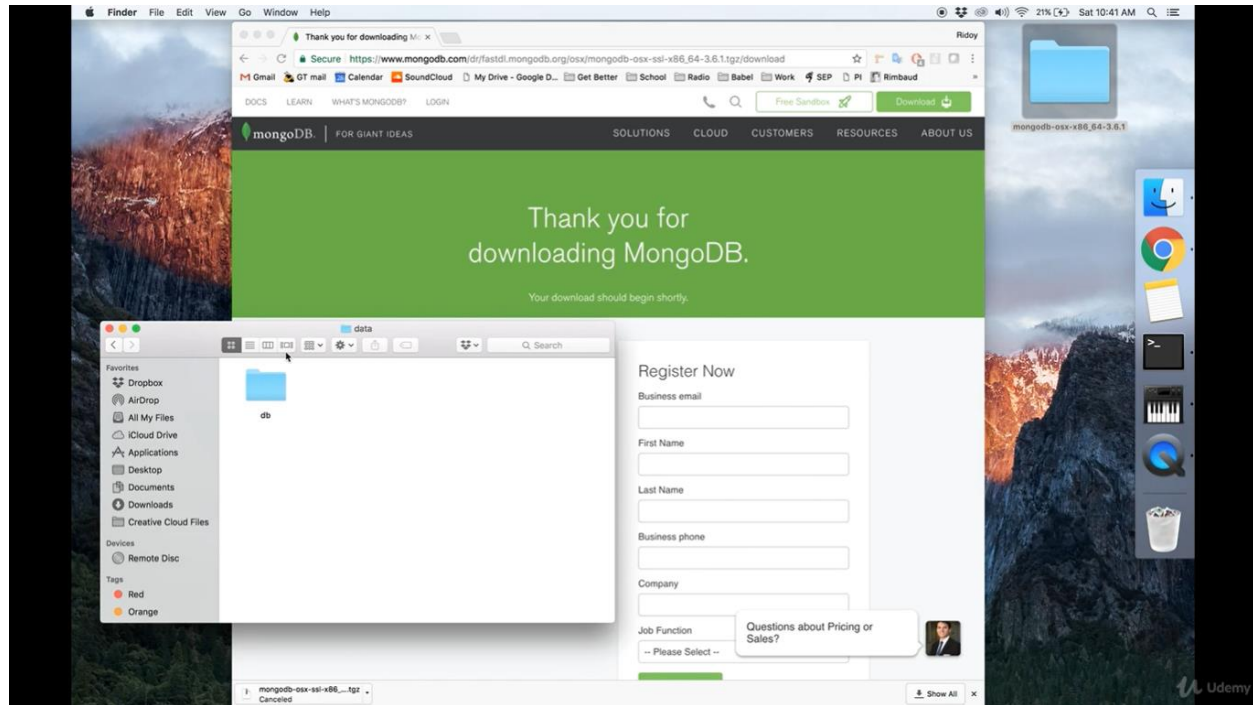 Finder File Edit View Go Window Help
21% Sat 10:41 AM
Thank you for downloading Mo ×
Ridoy
Secure https://www.mongodb.com/dr/fastdl.mongodb.org/osx/mongodb-osx-ssl-x86_64-3.6.1.tgz/download
Gmail GT mail Calendar SoundCloud My Drive - Google D... Get Better School Radio Babel Work SEP PI Rimbaud »
DOCS LEARN WHAT'S MONGODB? LOGIN
Free Sandbox Download
mongoDB. FOR GIANT IDEAS
SOLUTIONS CLOUD CUSTOMERS RESOURCES ABOUT US
mongodb-osx-x86_64-3.6.1
Thank you for
downloading MongoDB.
Your download should begin shortly.
data
Search
Favorites
Dropbox
AirDrop
All My Files
iCloud Drive
Applications
Desktop
Documents
Downloads
Creative Cloud Files
Devices
Remote Disc
Tags
Red
Orange
db
Register Now
Business email
First Name
Last Name
Business phone
Company
Job Function
-- Please Select --
Questions about Pricing or
Sales?
mongodb-osx-ssl-x86_....tgz
Canceled
Show All ×
Udemy